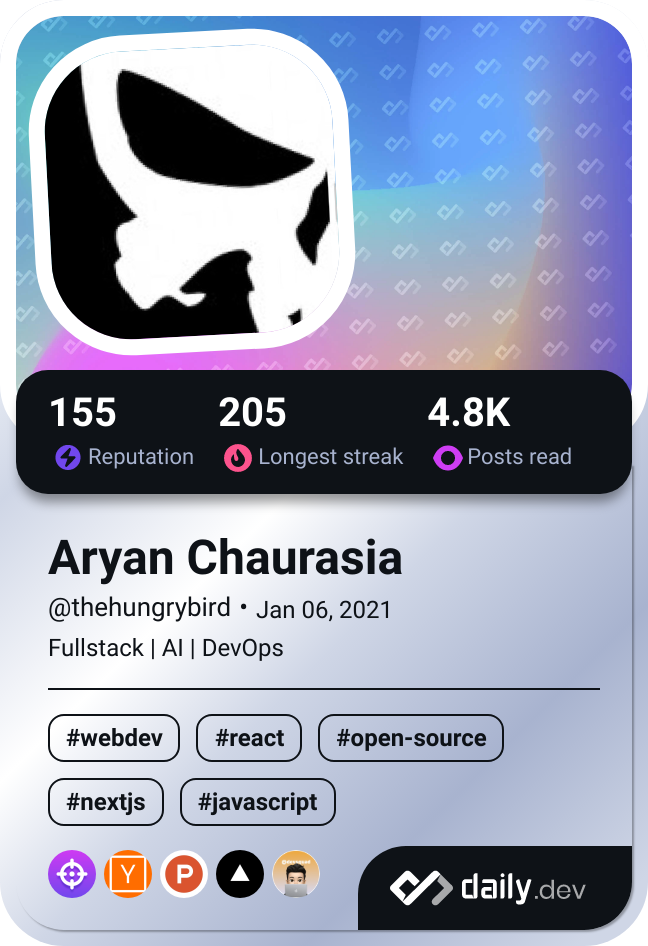 155 205 4.8K
Reputation Longest streak Posts read
Aryan Chaurasia
@thehungrybird • Jan 06, 2021
Fullstack | AI | DevOps
#webdev #react #open-source
#nextjs #javascript
Y P
daily.dev